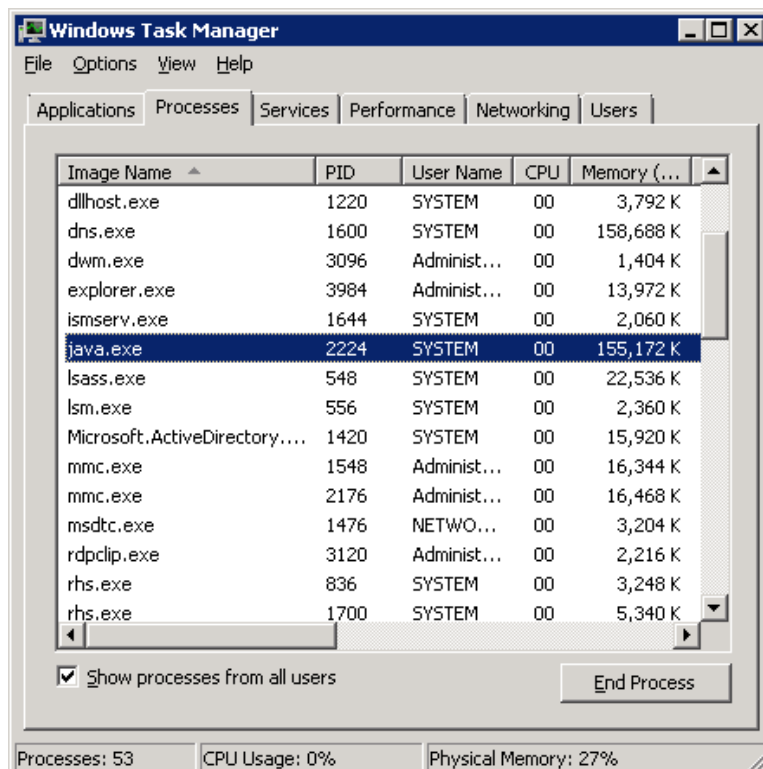 Windows Task Manager
File Options View Help
Applications Processes Services Performance Networking Users
Image Name PID User Name CPU Memory (...
dllhost.exe 1220 SYSTEM 00 3,792 K
dns.exe 1600 SYSTEM 00 158,688 K
dwm.exe 3096 Administ... 00 1,404 K
explorer.exe 3984 Administ... 00 13,972 K
ismserv.exe 1644 SYSTEM 00 2,060 K
java.exe 2224 SYSTEM 00 155,172 K
lsass.exe 548 SYSTEM 00 22,536 K
lsm.exe 556 SYSTEM 00 2,360 K
Microsoft.ActiveDirectory.... 1420 SYSTEM 00 15,920 K
mmc.exe 1548 Administ... 00 16,344 K
mmc.exe 2176 Administ... 00 16,468 K
msdtc.exe 1476 NETWO... 00 3,204 K
rdpclip.exe 3120 Administ... 00 2,216 K
rhs.exe 836 SYSTEM 00 3,248 K
rhs.exe 1700 SYSTEM 00 5,340 K
Show processes from all users
End Process
Processes: 53 CPU Usage: 0% Physical Memory: 27%